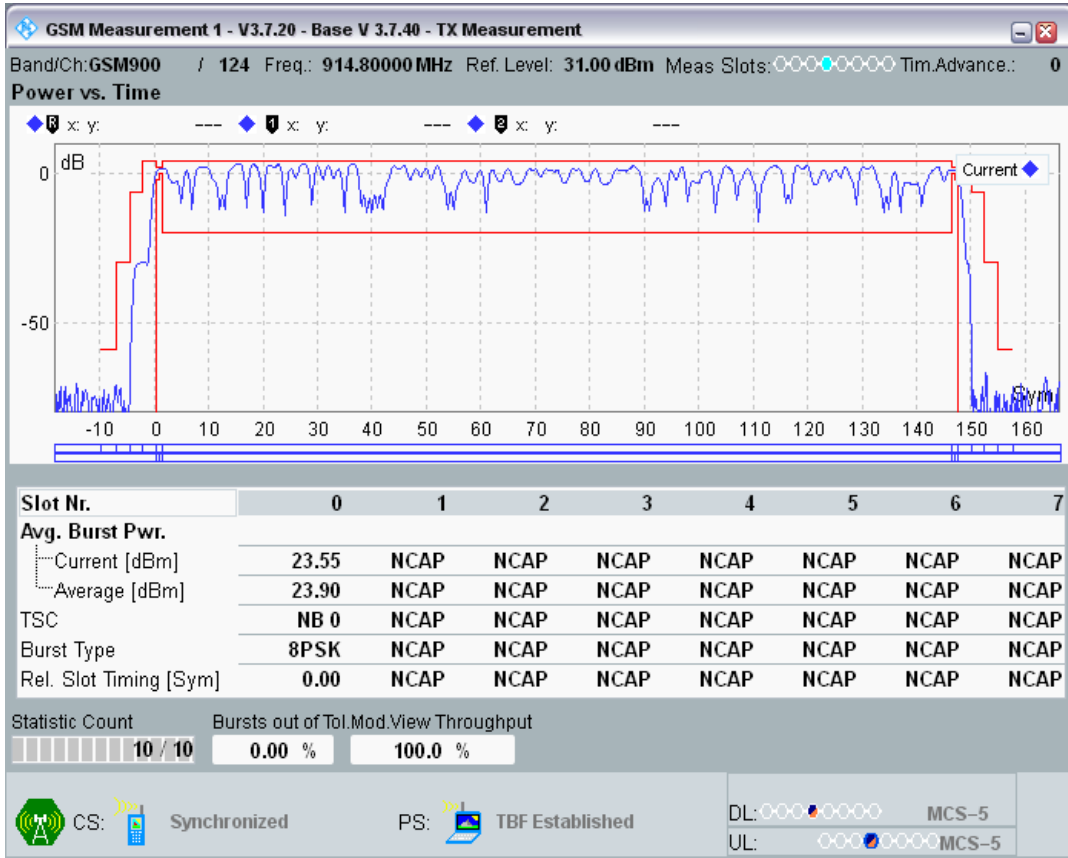 GSM Measurement 1 - V3.7.20 - Base V 3.7.40 - TX Measurement
Band/Ch:GSM900 / 124 Freq.: 914.80000 MHz Ref. Level: 31.00 dBm Meas Slots: Tim.Advance.: 0
Power vs. Time
R x: y: --- 1 x: y: --- 2 x: y: ---
dB
Current
0
-50
Sym
-10 0 10 20 30 40 50 60 70 80 90 100 110 120 130 140 150 160
Slot Nr. 0 1 2 3 4 5 6 7
Avg. Burst Pwr.
Current [dBm] 23.55 NCAP NCAP NCAP NCAP NCAP NCAP NCAP
Average [dBm] 23.90 NCAP NCAP NCAP NCAP NCAP NCAP NCAP
TSC NB 0 NCAP NCAP NCAP NCAP NCAP NCAP NCAP
Burst Type 8PSK NCAP NCAP NCAP NCAP NCAP NCAP NCAP
Rel. Slot Timing [Sym] 0.00 NCAP NCAP NCAP NCAP NCAP NCAP NCAP
Statistic Count Bursts out of Tol.Mod.View Throughput
10 / 10 0.00 % 100.0 %
CS: Synchronized PS: TBF Established
DL: MCS-5
UL: MCS-5